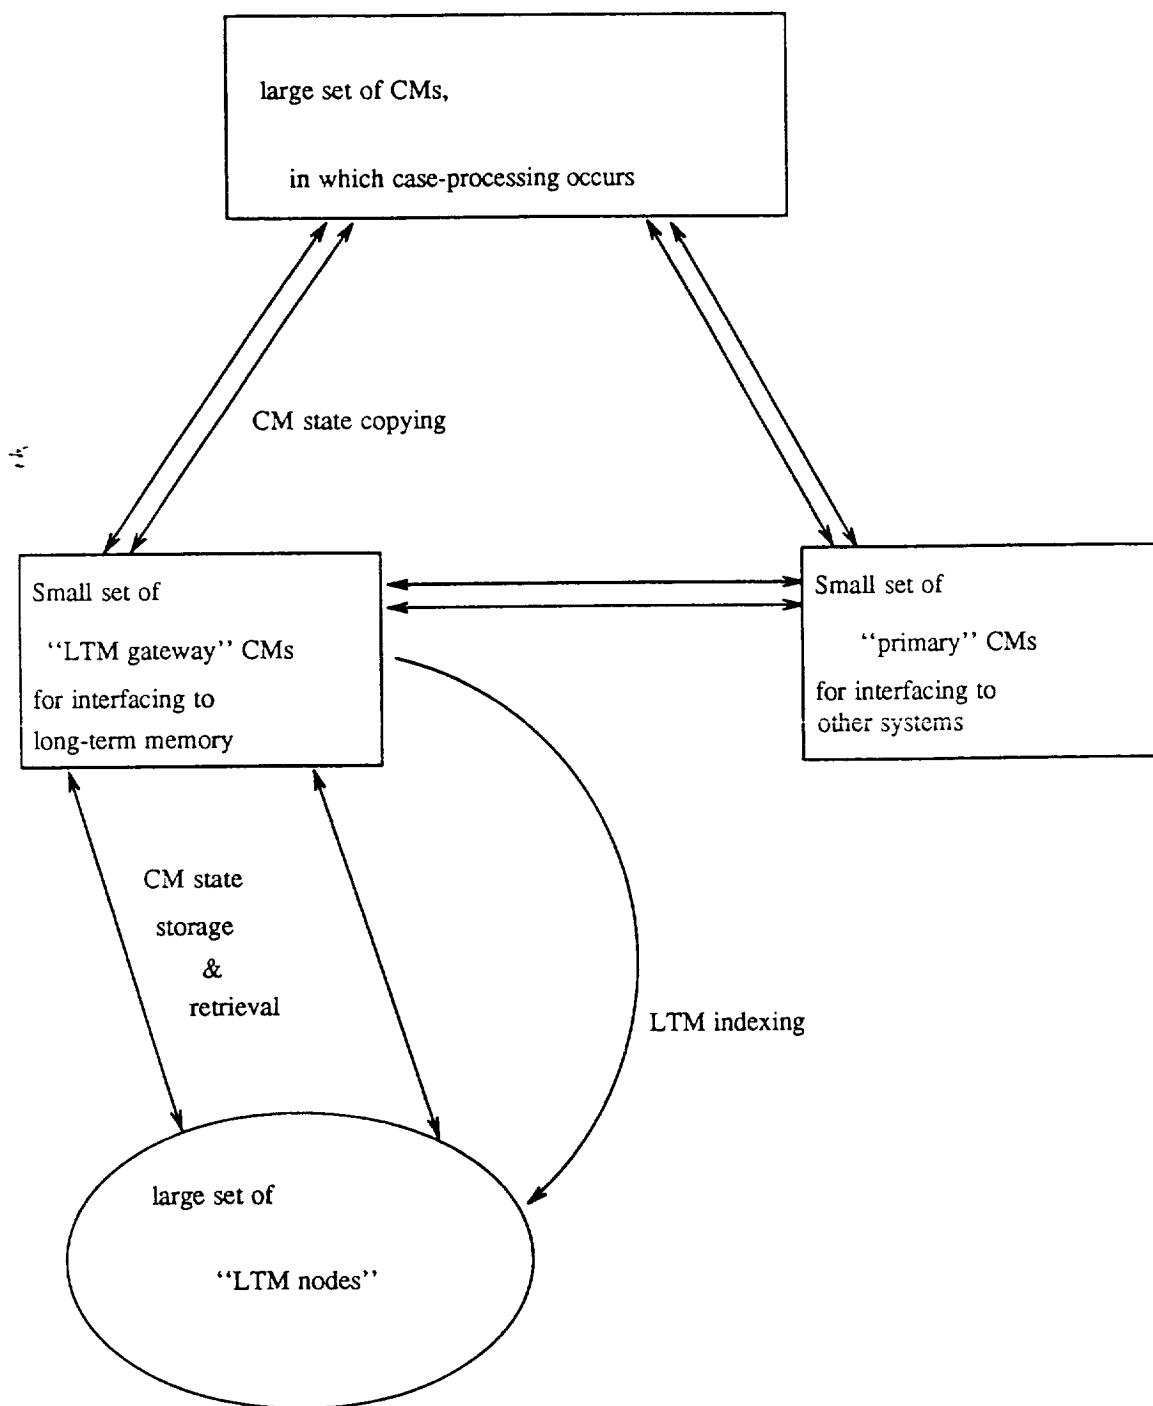 large set of CMs,
in which case-processing occurs
CM state copying
Small set of
“LTM gateway” CMs
for interfacing to
long-term memory
Small set of
“primary” CMs
for interfacing to
other systems
CM state
storage
&
retrieval
LTM indexing
large set of
“LTM nodes”